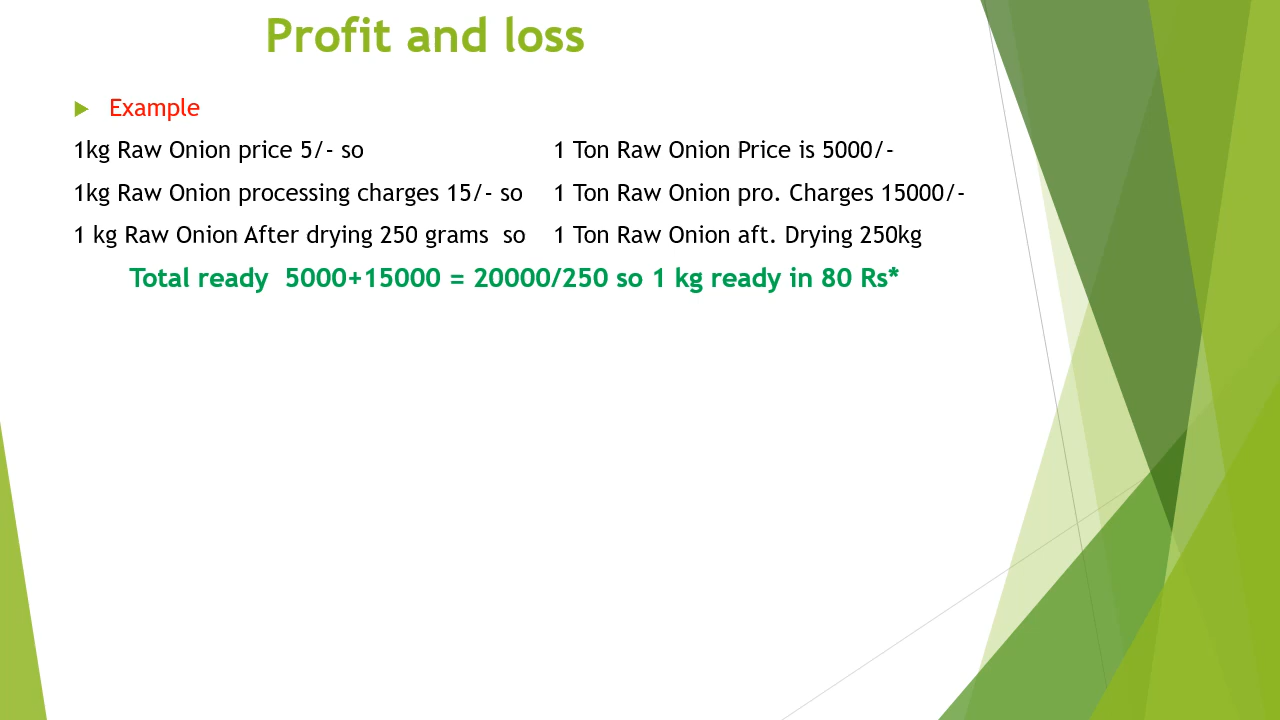 Profit and loss
Example
1kg Raw Onion price 5/- so 1 Ton Raw Onion Price is 5000/-
1kg Raw Onion processing charges 15/- so 1 Ton Raw Onion pro. Charges 15000/-
1 kg Raw Onion After drying 250 grams so 1 Ton Raw Onion aft. Drying 250kg
Total ready 5000+15000 = 20000/250 so 1 kg ready in 80 Rs*